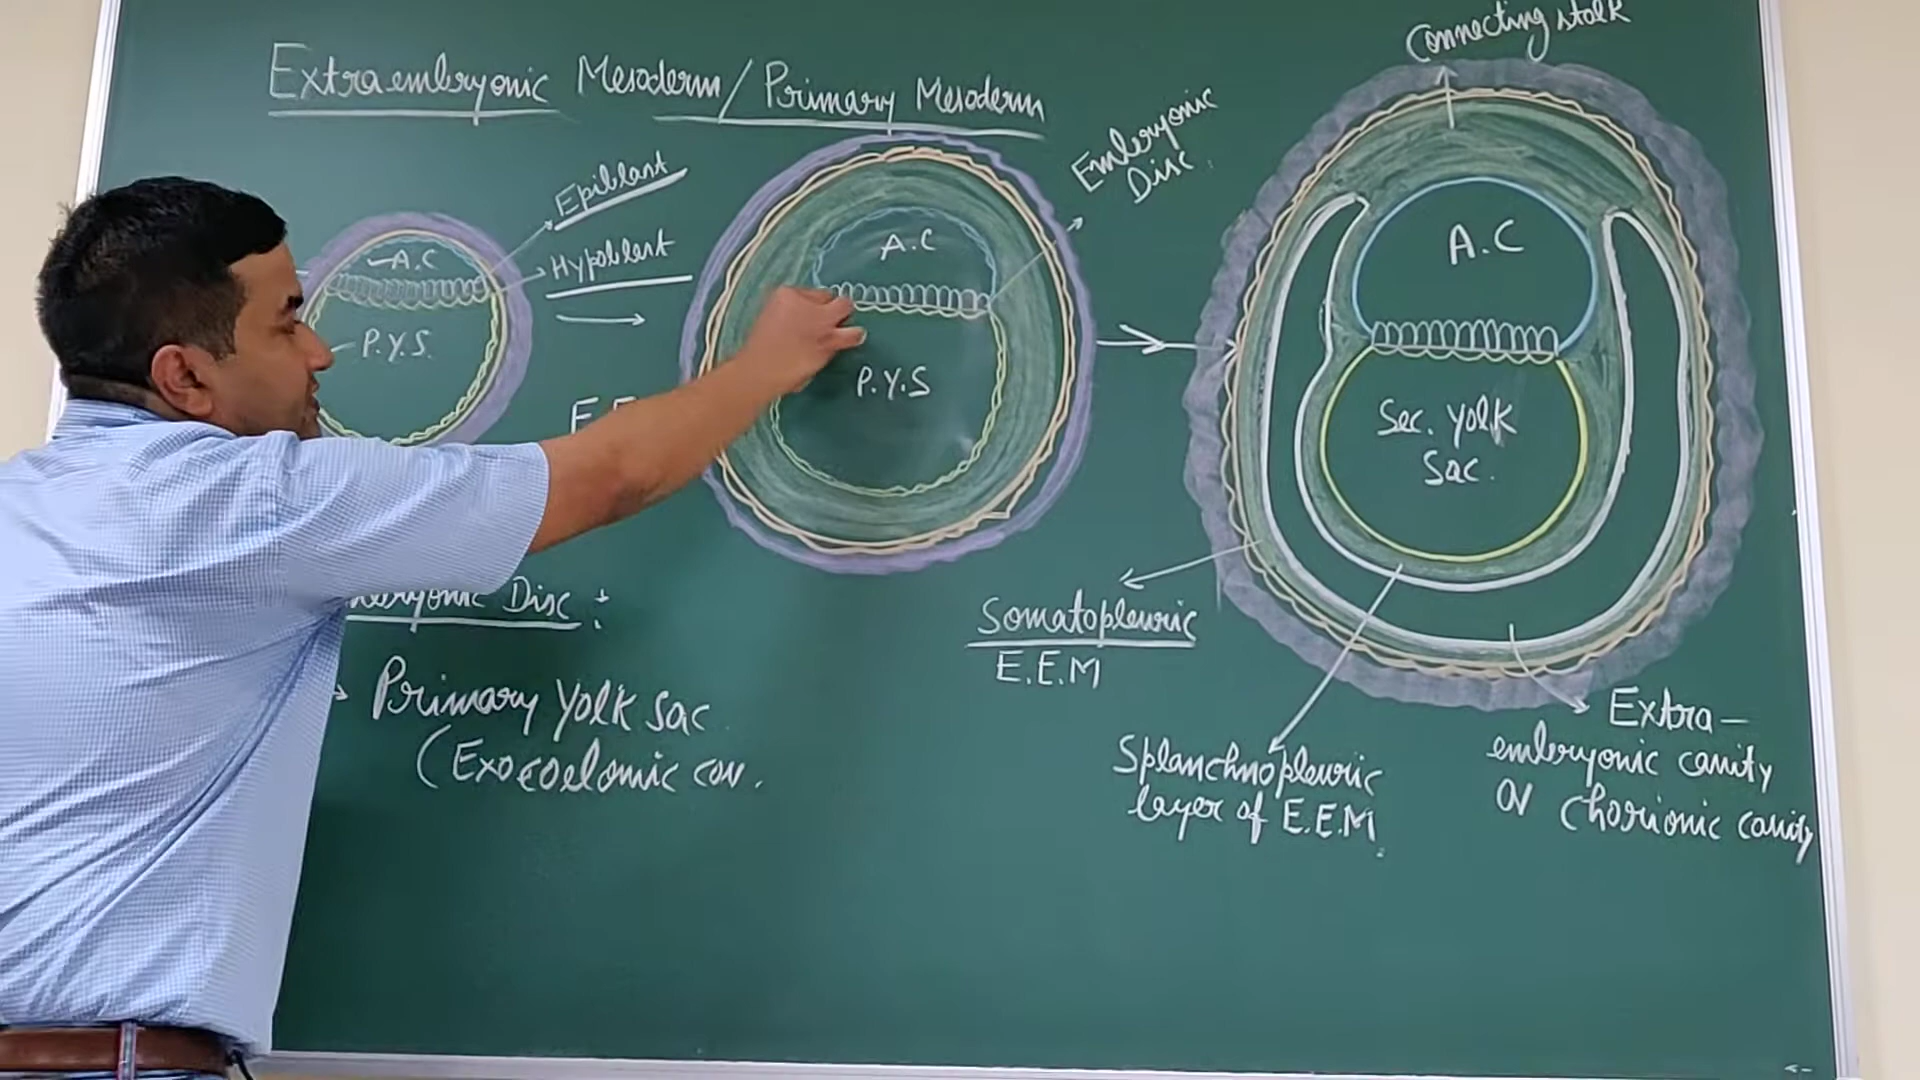 Connecting stalk
Extraembryonic Mesoderm/Primary Mesoderm
Embryonic
Disc
Epiblast
Hypoblast
A.C
P.Y.S.
A.C
P.Y.S
A.C
Sec. Yolk
Sac.
Disc :
Primary Yolk Sac
(Exocoelomic cav.
Somatopleuric
E.E.M
Splanchnopleuric
layer of E.E.M.
Extra-
embryonic cavity
or Chorionic cavity